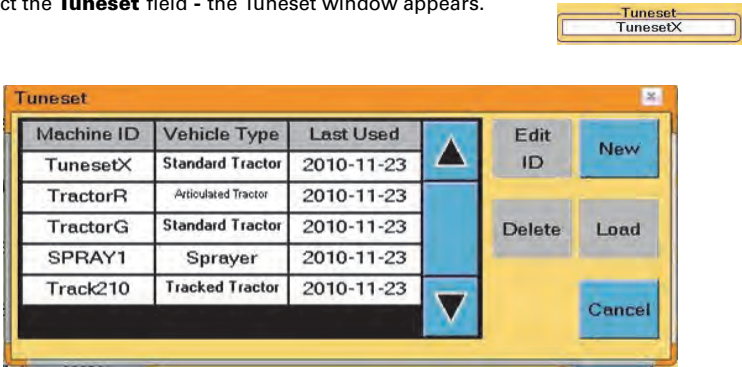 ct the Tuneset field - the Tuneset window appears.
Tuneset
TunesetX
Tuneset
Machine ID Vehicle Type Last Used
TunesetX Standard Tractor 2010-11-23
TractorR Articulated Tractor 2010-11-23
TractorG Standard Tractor 2010-11-23
SPRAY1 Sprayer 2010-11-23
Track210 Tracked Tractor 2010-11-23
Edit
ID
New
Delete
Load
Cancel